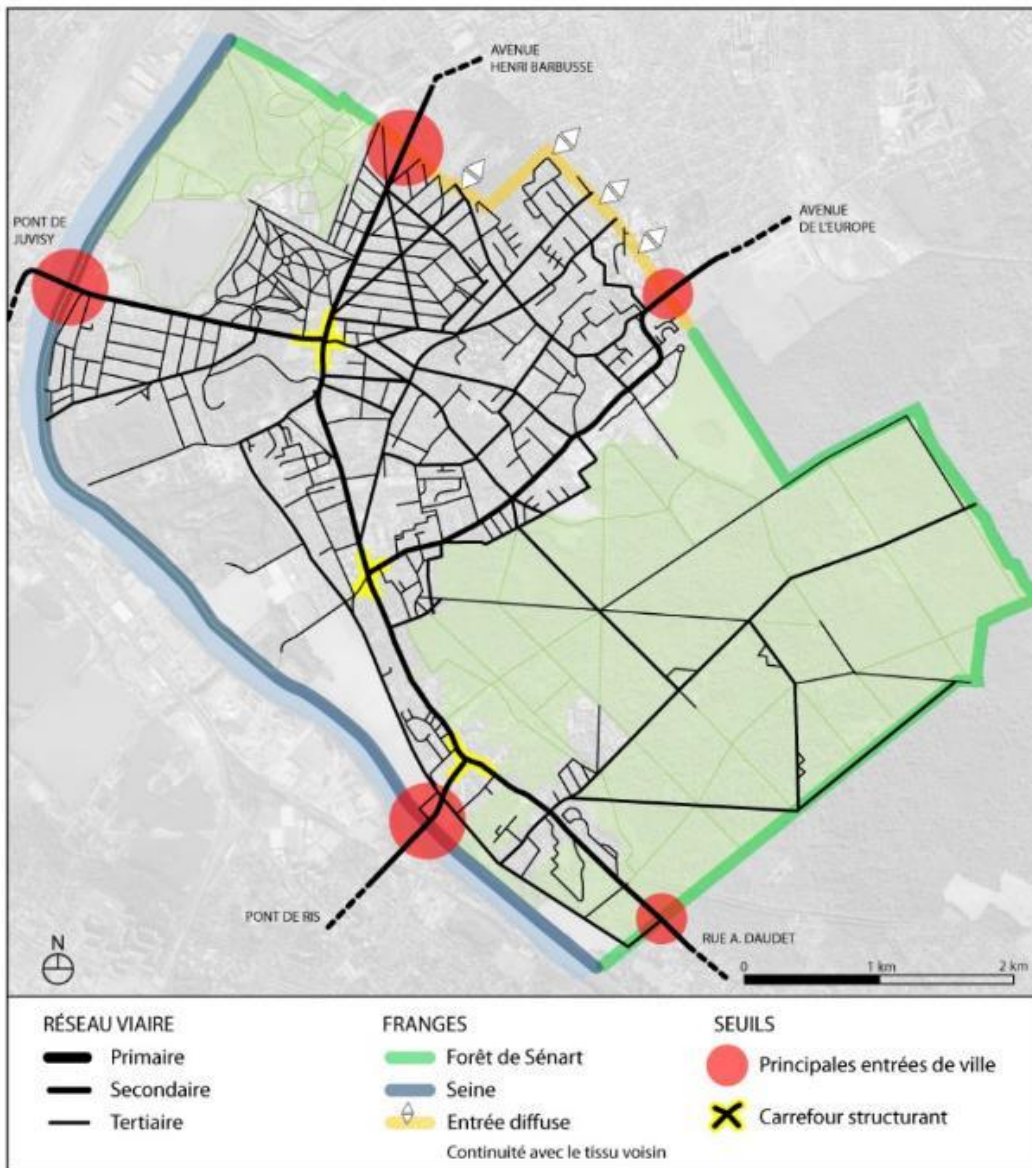 AVENUE
HENRI BARBUSSE
PONT DE
JUVISY
AVENUE
DE L'EUROPE
PONT DE RIS
RUE A. DAUDET
N
0 1 km 2 km
RÉSEAU VIAIRE
Primaire
Secondaire
Tertiaire
FRANGES
Forêt de Sénart
Seine
Entrée diffuse
Continuité avec le tissu voisin
SEUILS
Principales entrées de ville
Carrefour structurant